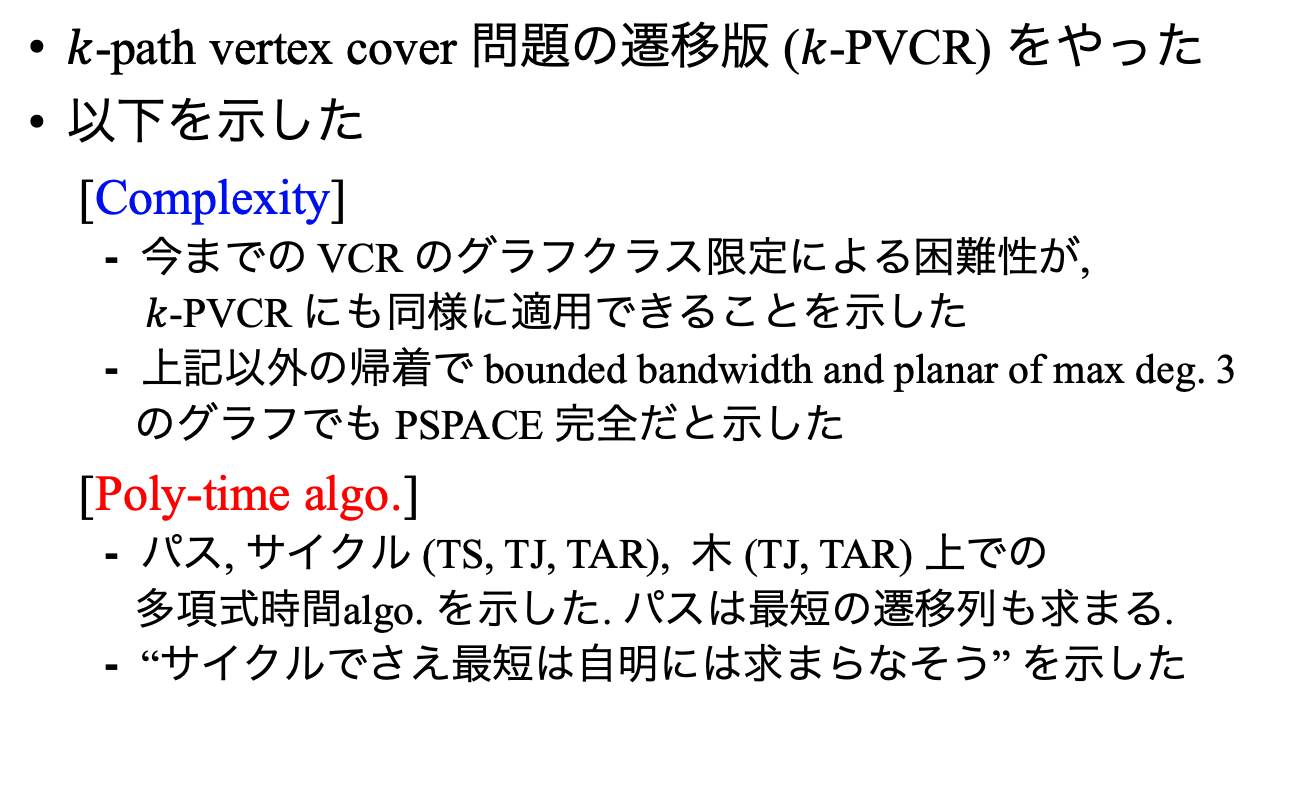 • k-path vertex cover 問題の遷移版 (k-PVCR) をやった
• 以下を示した
[Complexity]
- 今までの VCR のグラフクラス限定による困難性が,
k-PVCR にも同様に適用できることを示した
- 上記以外の帰着で bounded bandwidth and planar of max deg. 3
のグラフでも PSPACE 完全だと示した
[Poly-time algo.]
- パス, サイクル (TS, TJ, TAR), 木 (TJ, TAR) 上での
多項式時間algo. を示した. パスは最短の遷移列も求まる.
- “サイクルでさえ最短は自明には求まらなそう” を示した